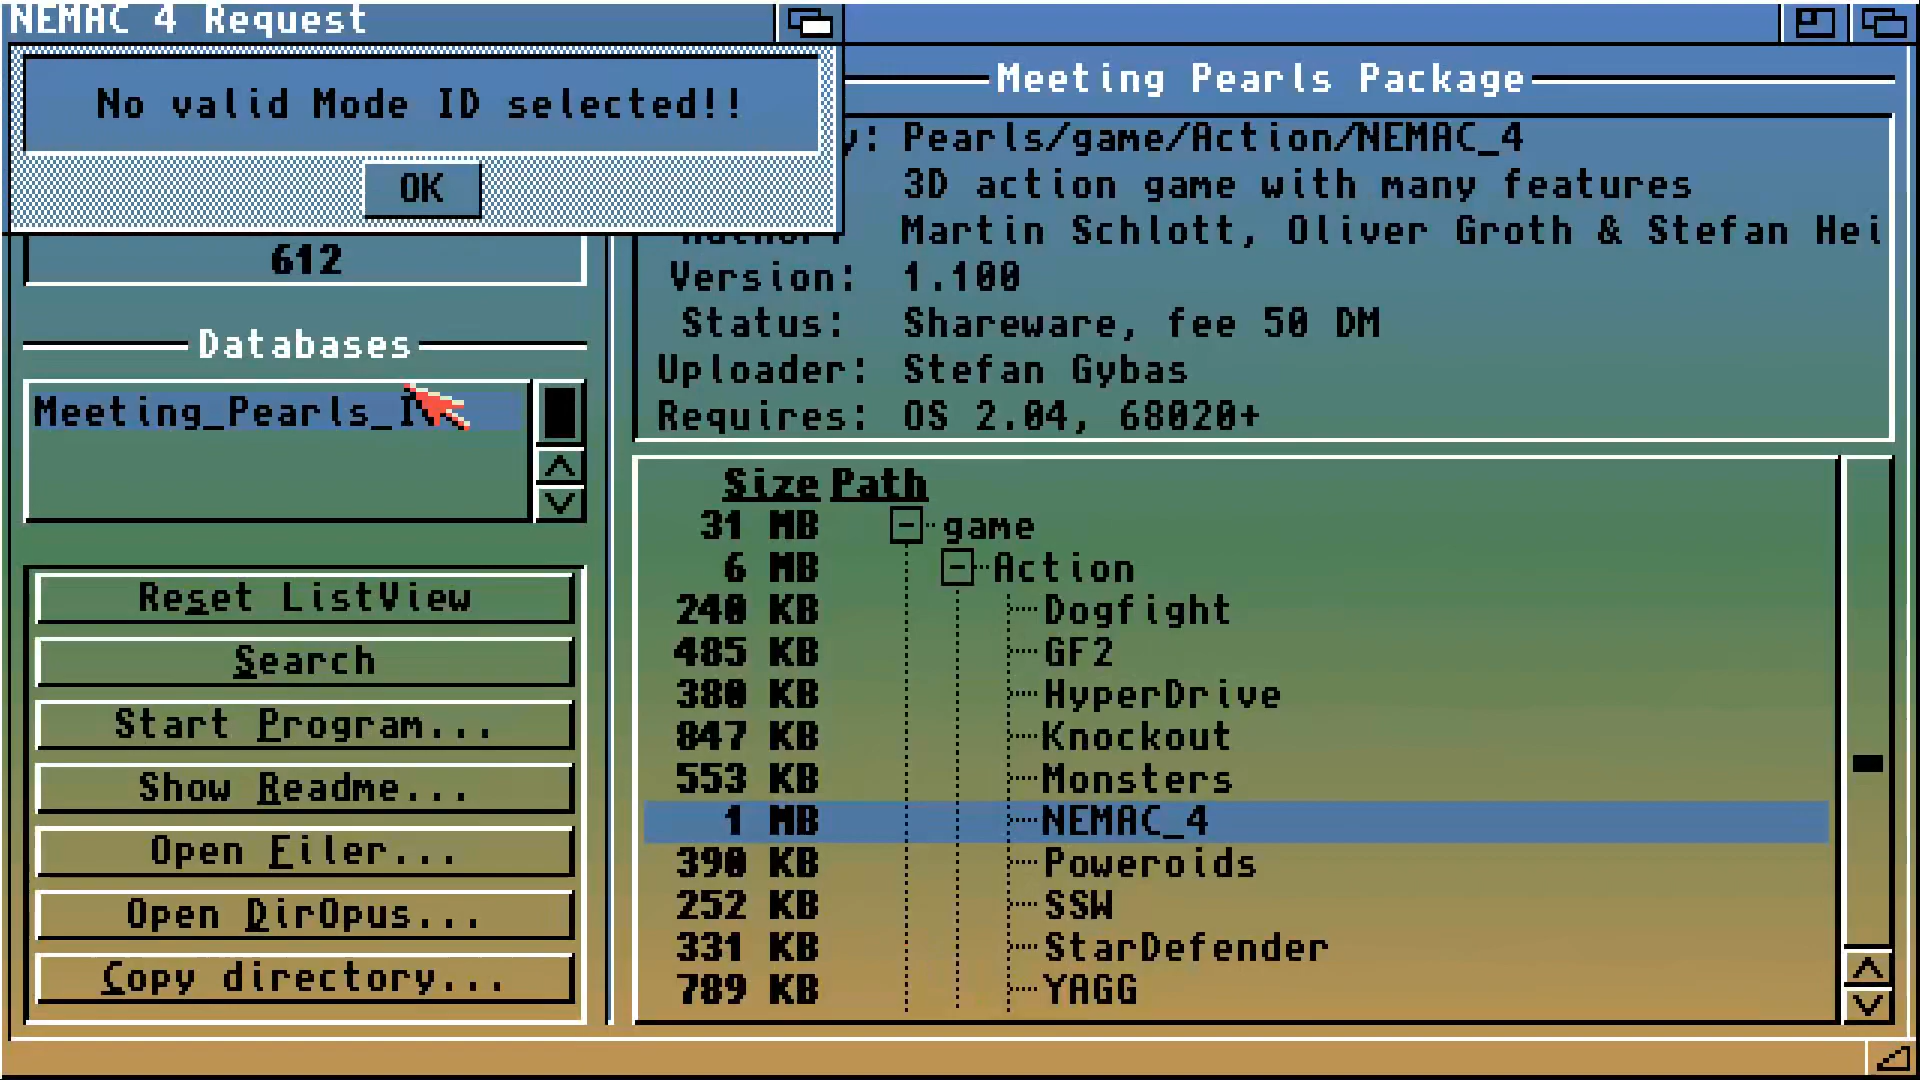 NEMAC 4 Request
No valid Mode ID selected!!
OK
612
Databases
Meeting_Pearls_I
Reset ListView
Search
Start Program...
Show Readme...
Open Filer...
Open DirOpus...
Copy directory...
Meeting Pearls Package
y: Pearls/game/Action/NEMAC_4
3D action game with many features
Author: Martin Schlott, Oliver Groth & Stefan Hei
Version: 1.100
Status: Shareware, fee 50 DM
Uploader: Stefan Gybas
Requires: OS 2.04, 68020+
Size Path
31 MB game
6 MB Action
240 KB Dogfight
485 KB GF2
380 KB HyperDrive
847 KB Knockout
553 KB Monsters
1 MB NEMAC_4
390 KB Poweroids
252 KB SSW
331 KB StarDefender
789 KB YAGG